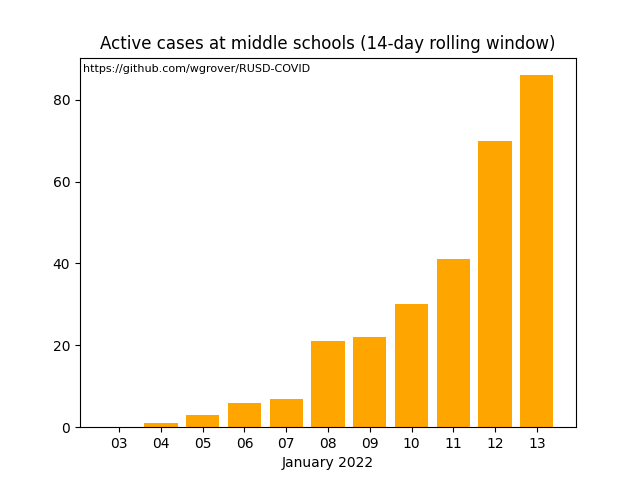 Active cases at middle schools (14-day rolling window)
https://github.com/wgrover/RUSD-COVID
80
60
40
20
0
03 04 05 06 07 08 09 10 11 12 13
January 2022